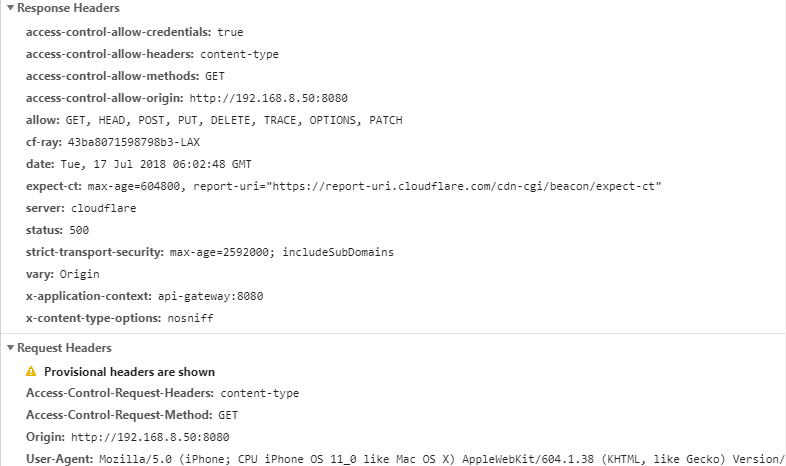 Response Headers
access-control-allow-credentials: true
access-control-allow-headers: content-type
access-control-allow-methods: GET
access-control-allow-origin: http://192.168.8.50:8080
allow: GET, HEAD, POST, PUT, DELETE, TRACE, OPTIONS, PATCH
cf-ray: 43ba8071598798b3-LAX
date: Tue, 17 Jul 2018 06:02:48 GMT
expect-ct: max-age=604800, report-uri="https://report-uri.cloudflare.com/cdn-cgi/beacon/expect-ct"
server: cloudflare
status: 500
strict-transport-security: max-age=2592000; includeSubDomains
vary: Origin
x-application-context: api-gateway:8080
x-content-type-options: nosniff
Request Headers
Provisional headers are shown
Access-Control-Request-Headers: content-type
Access-Control-Request-Method: GET
Origin: http://192.168.8.50:8080
User-Agent: Mozilla/5.0 (iPhone; CPU iPhone OS 11_0 like Mac OS X) AppleWebKit/604.1.38 (KHTML, like Gecko) Version/